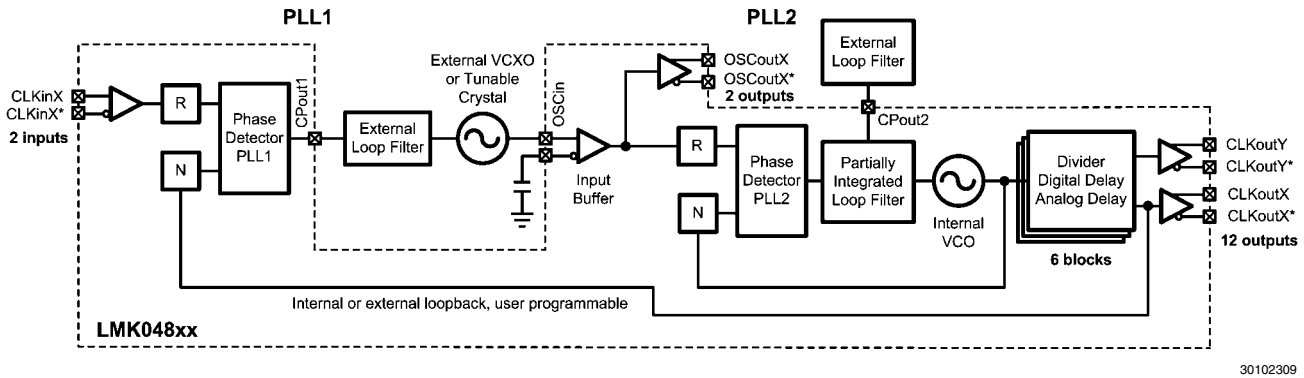 PLL1
PLL2
CLKinX
CLKinX*
2 inputs
R
N
Phase
Detector
PLL1
CPout1
External
Loop Filter
External VCXO
or Tunable
Crystal
OSCin
Input
Buffer
OSCoutX
OSCoutX*
2 outputs
External
Loop Filter
CPout2
R
N
Phase
Detector
PLL2
Partially
Integrated
Loop Filter
Internal
VCO
Divider
Digital Delay
Analog Delay
6 blocks
CLKoutY
CLKoutY*
CLKoutX
CLKoutX*
12 outputs
Internal or external loopback, user programmable
LMK048xx
30102309